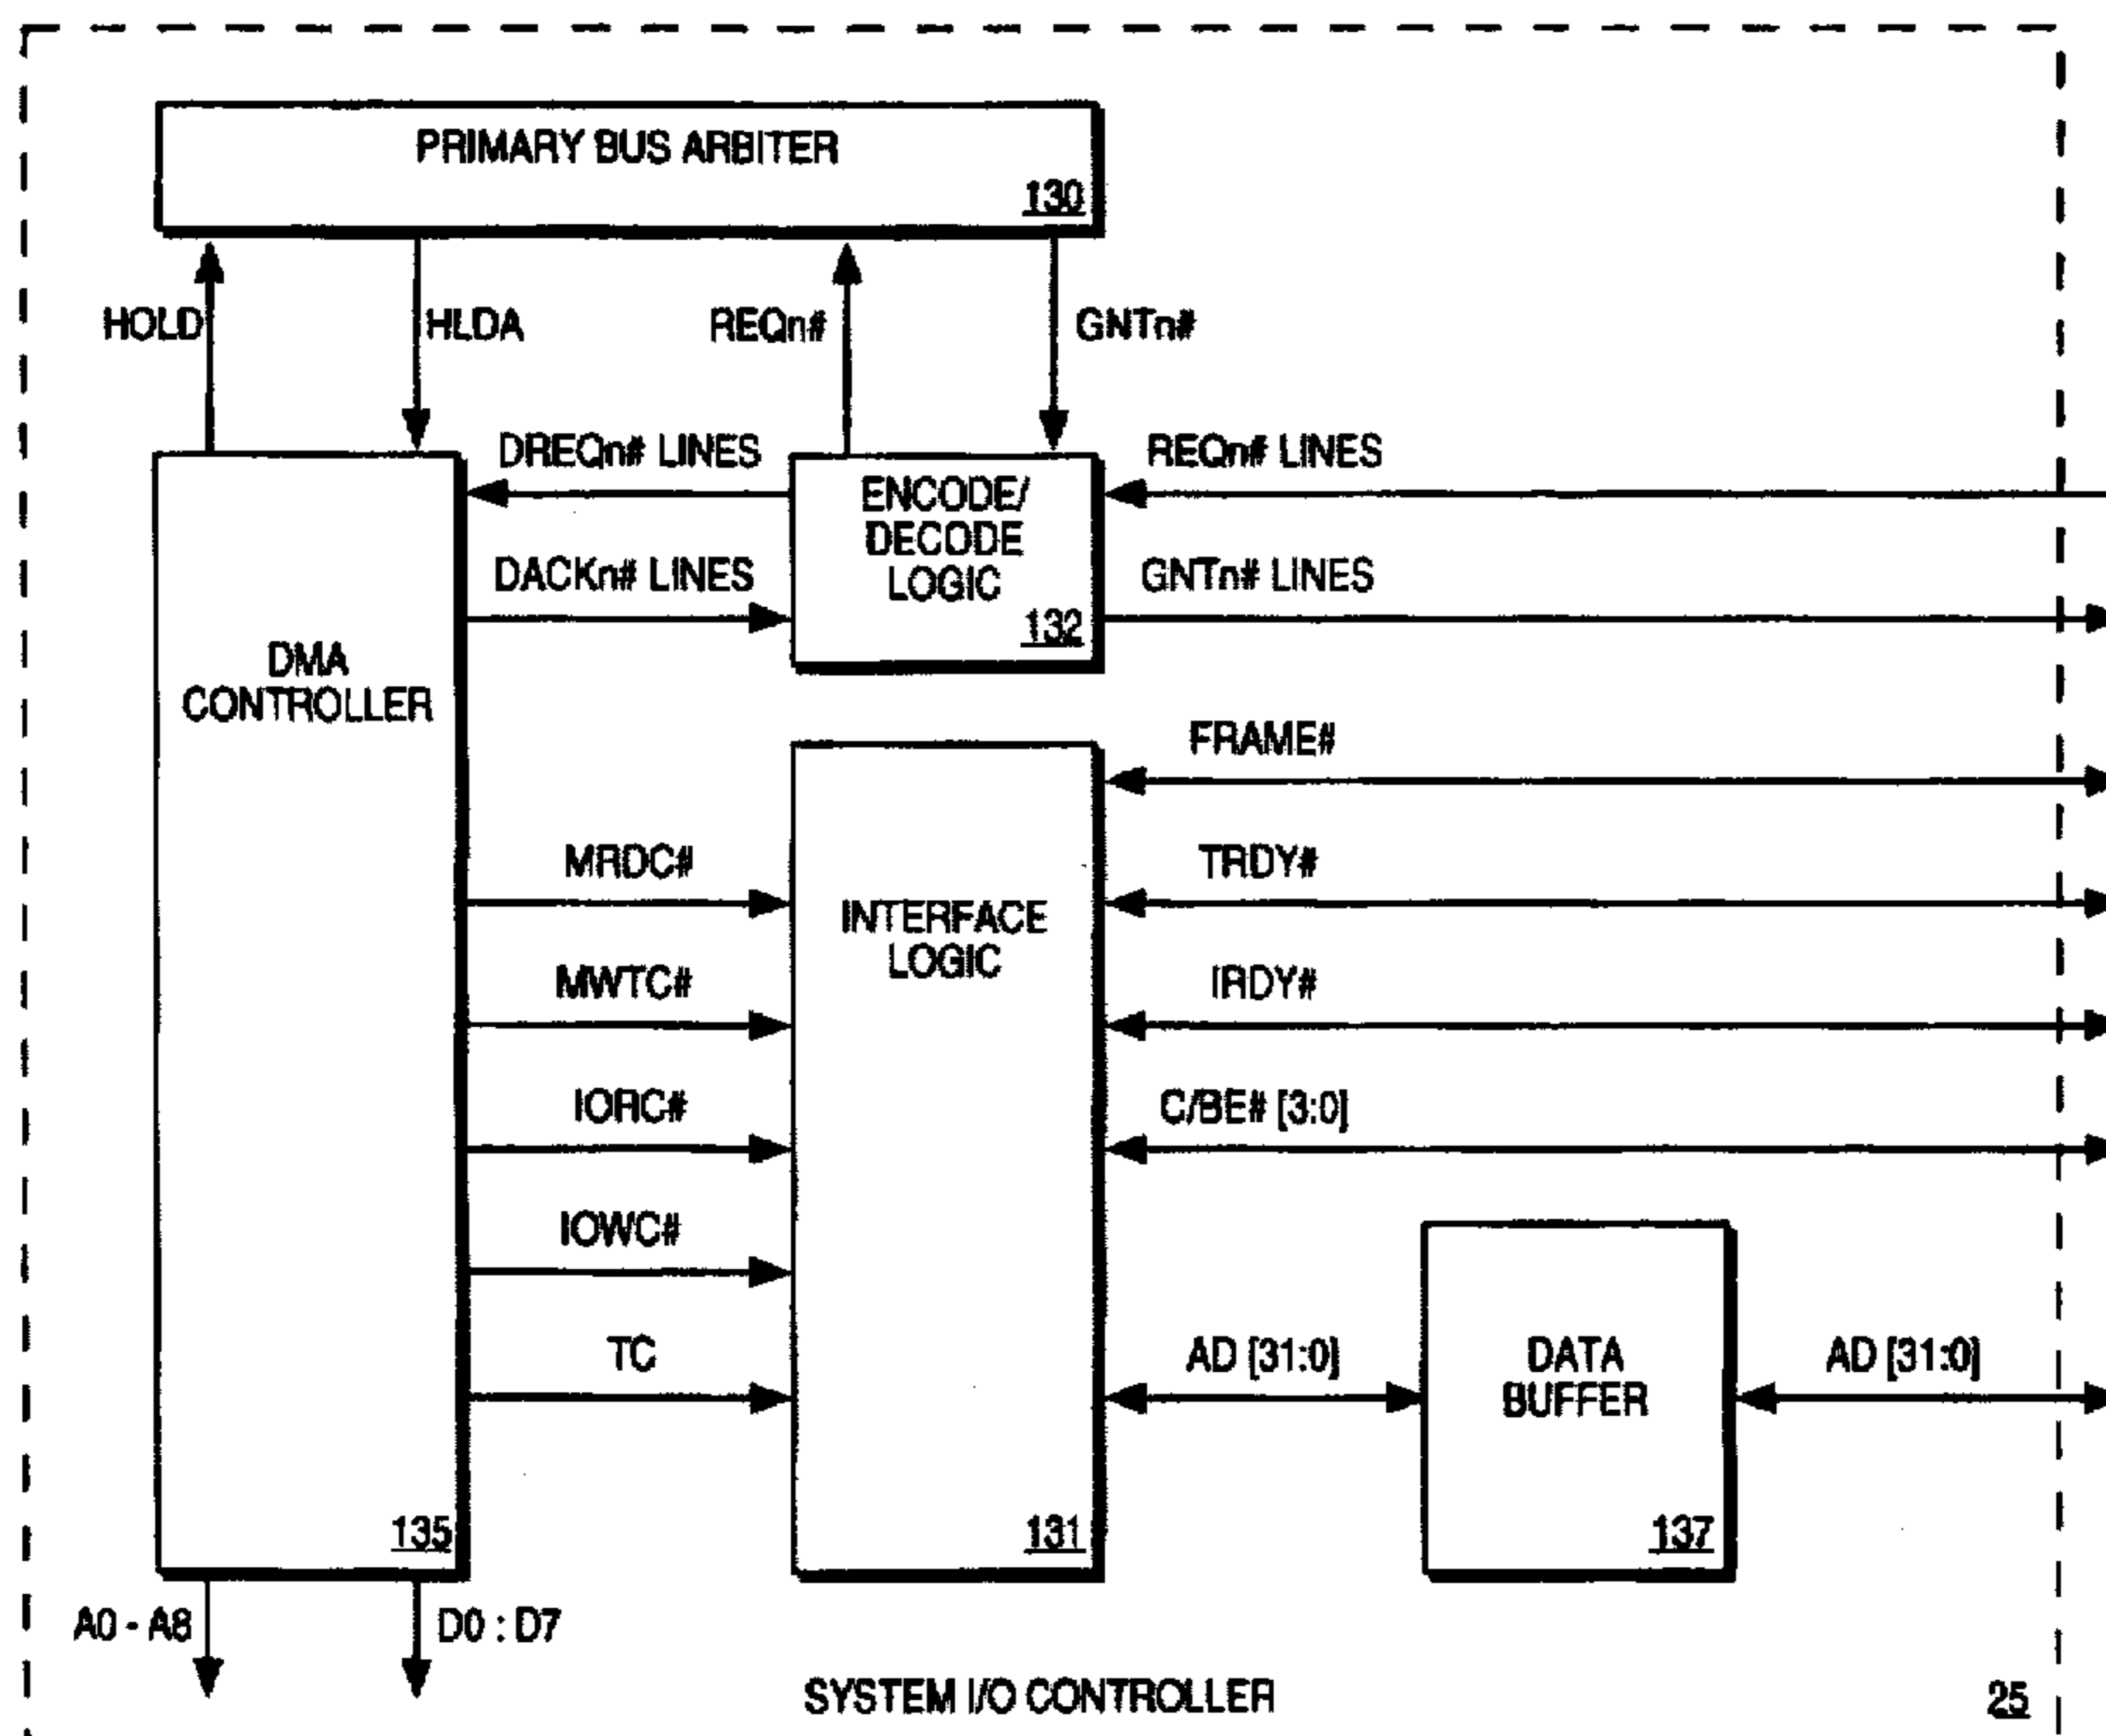 PRIMARY BUS ARBITER
130
HOLD
HLDA
REQn#
GNTn#
DREQn# LINES
DACKn# LINES
ENCODE/
DECODE
LOGIC
132
REQn# LINES
GNTn# LINES
DMA
CONTROLLER
135
MRDC#
MWTC#
IORC#
IOWC#
TC
INTERFACE
LOGIC
131
FRAME#
TRDY#
IRDY#
C/BE# [3:0]
AD [31:0]
DATA
BUFFER
137
AD [31:0]
A0 - A8
D0 : D7
SYSTEM I/O CONTROLLER
25